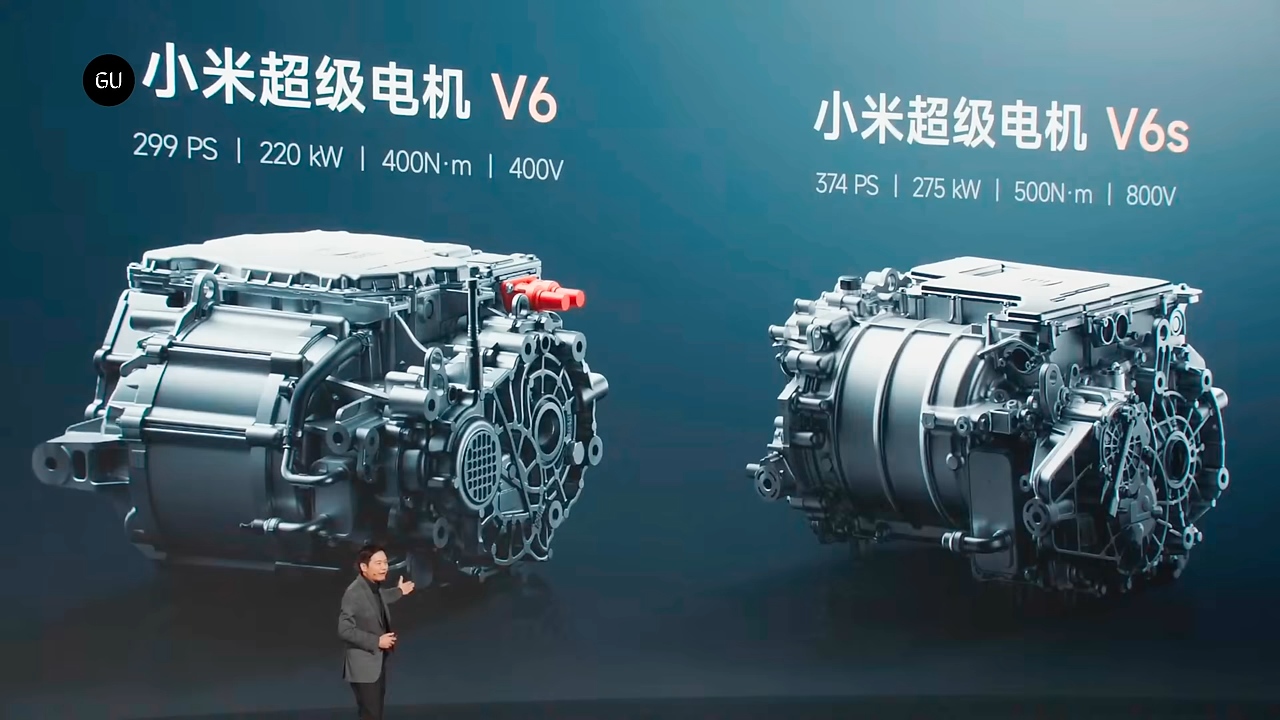 GU
小米超级电机 V6
299 PS | 220 kW | 400N·m | 400V
小米超级电机 V6s
374 PS | 275 kW | 500N·m | 800V